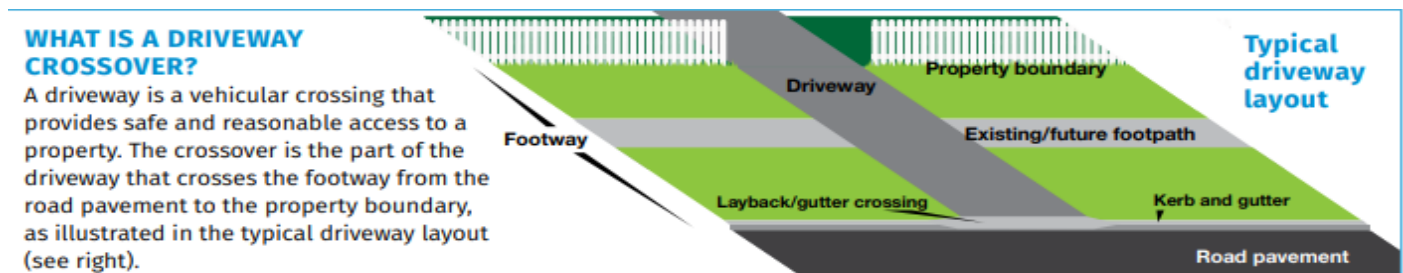 WHAT IS A DRIVEWAY
CROSSOVER?
A driveway is a vehicular crossing that
provides safe and reasonable access to a
property. The crossover is the part of the
driveway that crosses the footway from the
road pavement to the property boundary,
as illustrated in the typical driveway layout
(see right).
Typical
driveway
layout
Property boundary
Driveway
Footway
Existing/future footpath
Layback/gutter crossing
Kerb and gutter
Road pavement